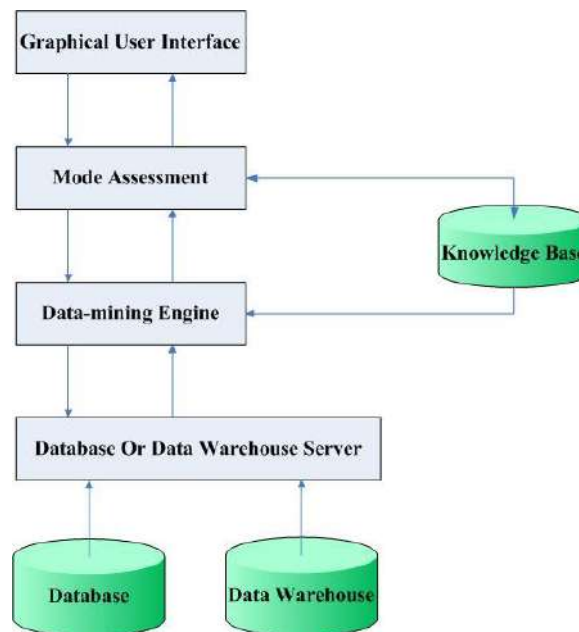 Graphical User Interface
Mode Assessment
Knowledge Base
Data-mining Engine
Database Or Data Warehouse Server
Database
Data Warehouse